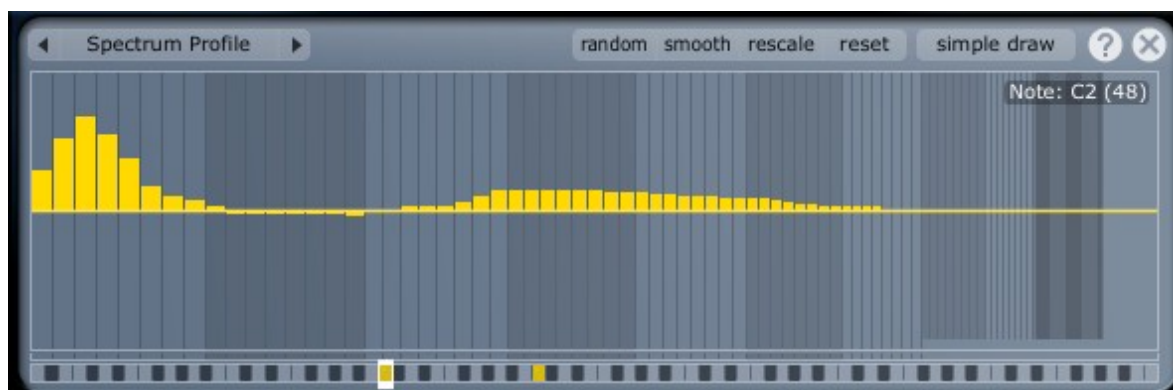 Spectrum Profile random smooth rescale reset simple draw ?
Note: C2 (48)